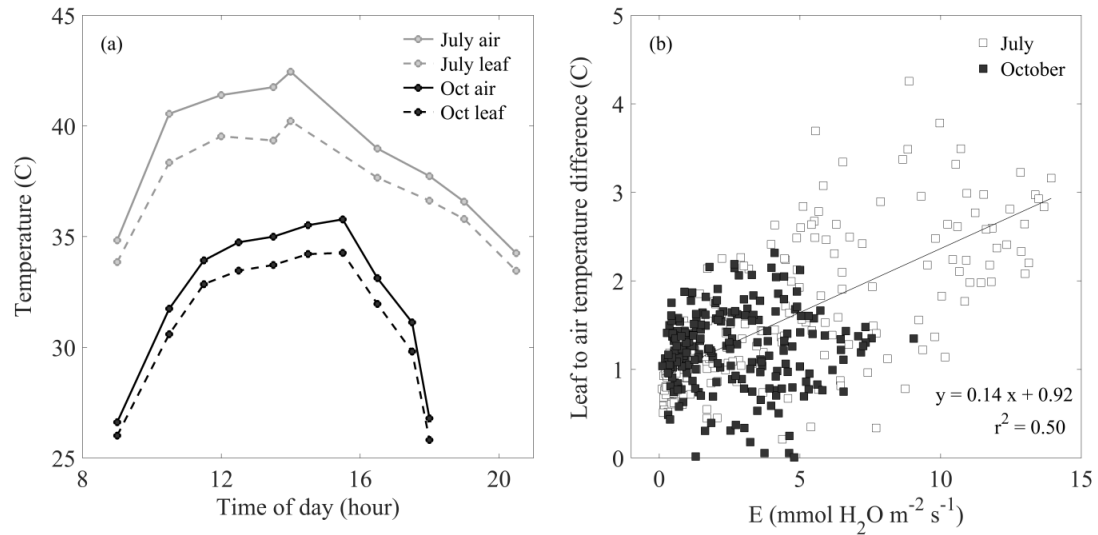 45
40
35
30
25
Temperature (C)
8
12
16
20
Time of day (hour)
(a)
July air
July leaf
Oct air
Oct leaf
5
4
3
2
1
0
Leaf to air temperature difference (C)
0
5
10
15
E (mmol H₂O m⁻² s⁻¹)
(b)
July
October
y = 0.14 x + 0.92
r² = 0.50